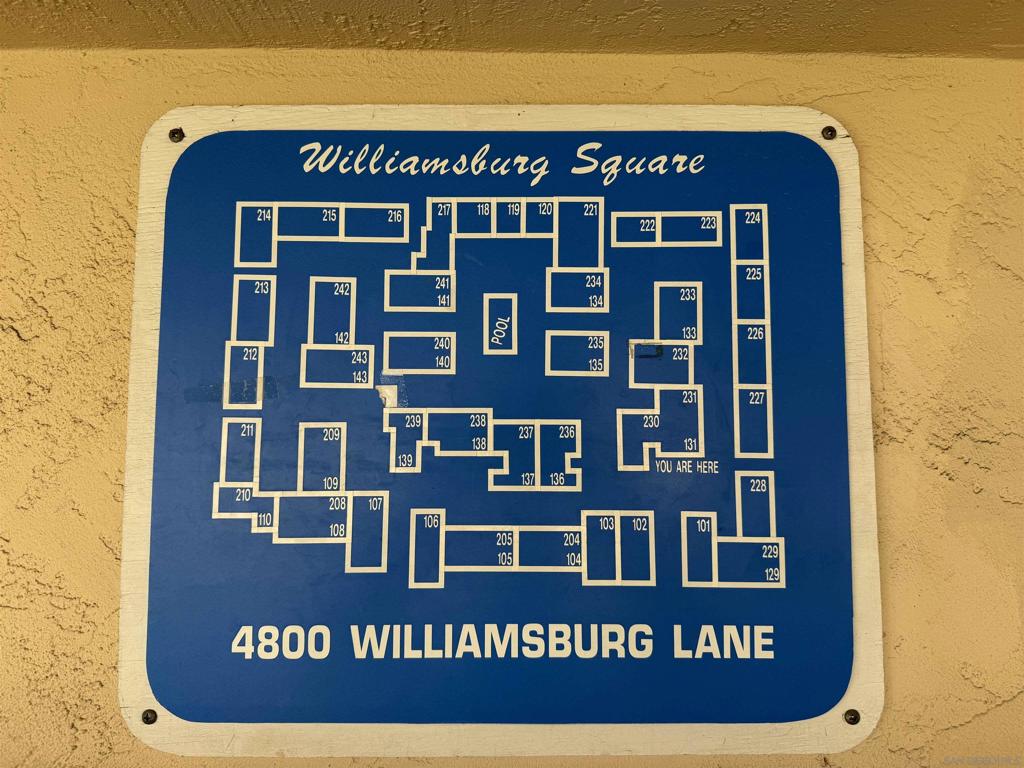 Williamsburg Square
214 215 216 217 118 119 120 221 222 223 224
213 242 241 234 233 225
141 134
POOL
142 133 226
212 243 240 235 232
143 140 135
227
231
211 209 239 238 237 236 230
138 131
139 YOU ARE HERE
109 137 136 228
210 208 107
110 108 106 103 102 101
205 204
105 104 229
129
4800 WILLIAMSBURG LANE